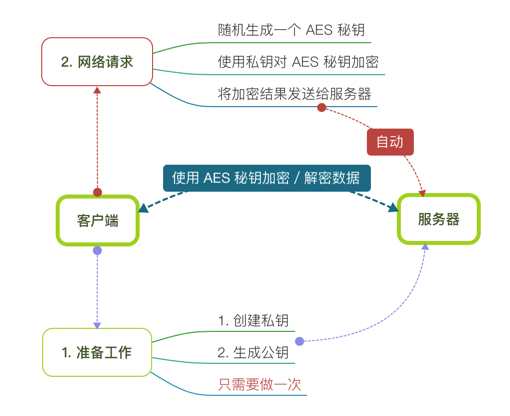 随机生成一个 AES 秘钥
2. 网络请求
使用私钥对 AES 秘钥加密
将加密结果发送给服务器
自动
使用 AES 秘钥加密 / 解密数据
客户端
服务器
1. 创建私钥
1. 准备工作
2. 生成公钥
只需要做一次